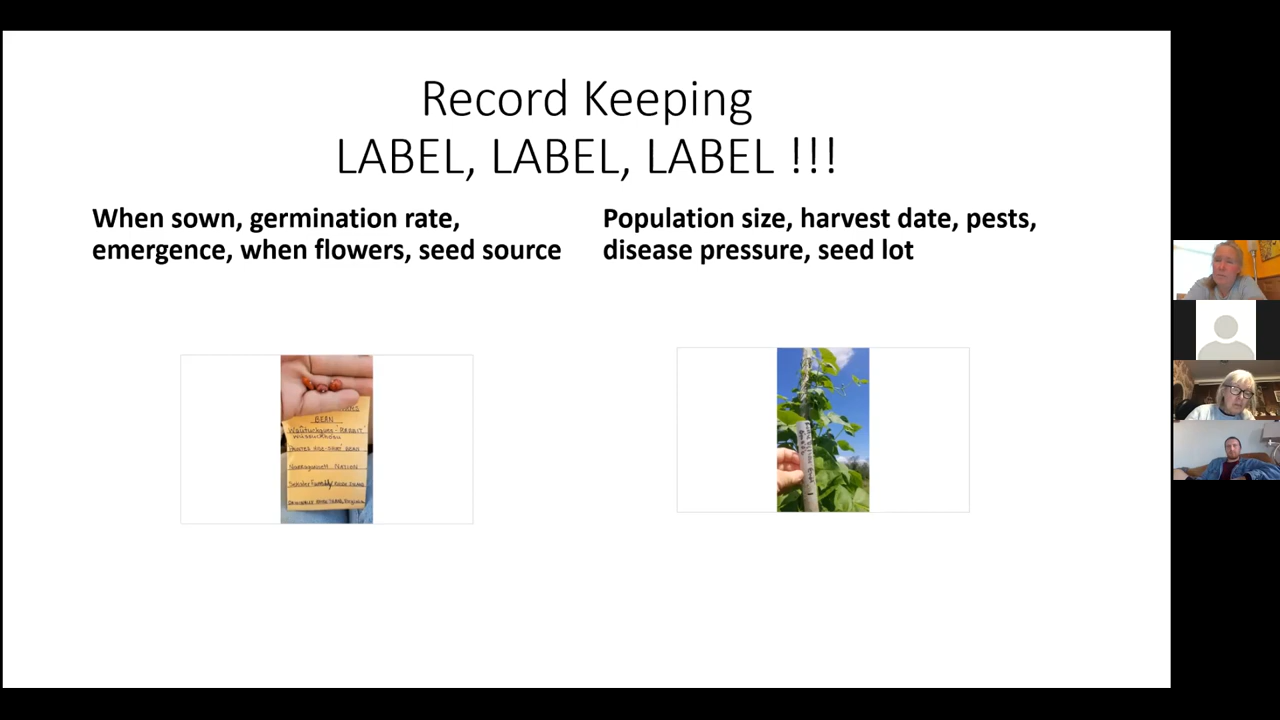 Record Keeping
LABEL, LABEL, LABEL !!!
When sown, germination rate,
emergence, when flowers, seed source
Population size, harvest date, pests,
disease pressure, seed lot
BEAN
NATION